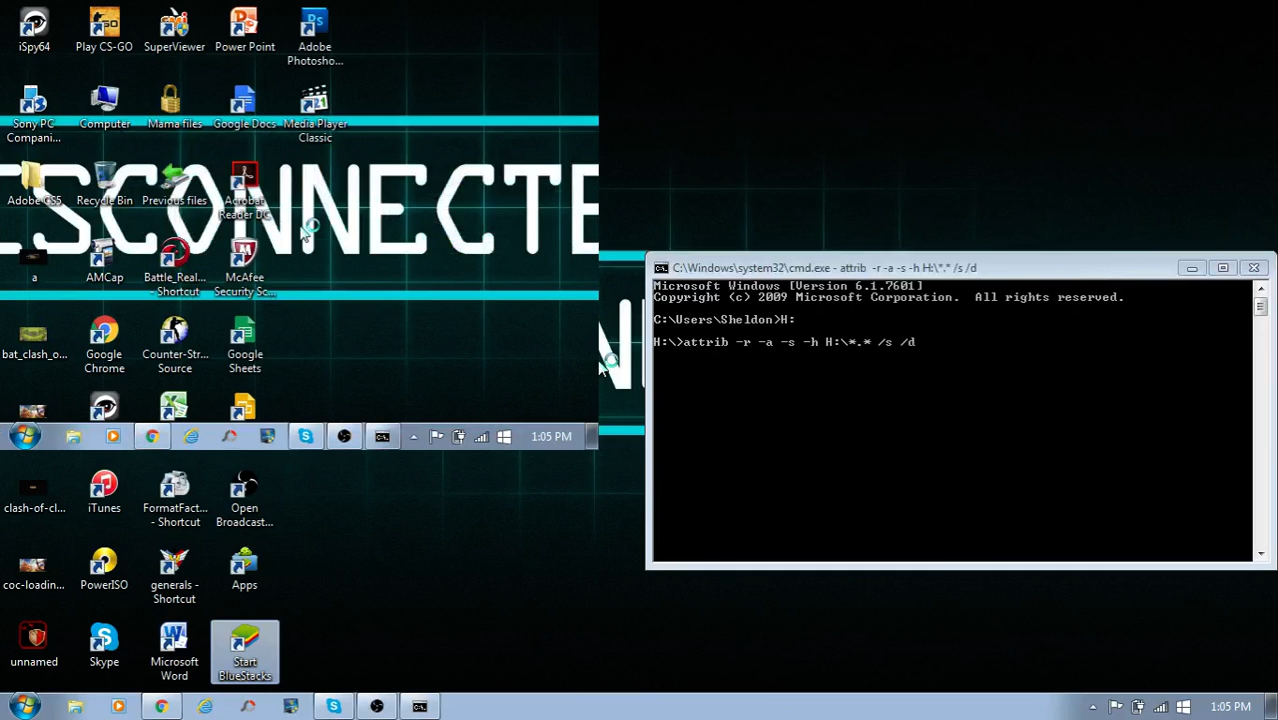 iSpy64
Play CS-GO
SuperViewer
Power Point
Adobe
Photosho...
Sony PC
Compani...
Computer
Mama files
Google Docs
Media Player
Classic
ISCONNECTE
Adobe CS5
Recycle Bin
Previous files
Acrobat
Reader DC
a
AMCap
Battle_Real...
- Shortcut
McAfee
Security Sc...
bat_clash_o...
Google
Chrome
Counter-Str...
Source
Google
Sheets
1:05 PM
C:\Windows\system32\cmd.exe - attrib -r -a -s -h H:\*.* /s /d
Microsoft Windows [Version 6.1.7601]
Copyright (c) 2009 Microsoft Corporation. All rights reserved.
C:\Users\Sheldon>H:
H:\>attrib -r -a -s -h H:\*.* /s /d
clash-of-cl...
iTunes
FormatFact...
- Shortcut
Open
Broadcast...
coc-loadin...
PowerISO
generals -
Shortcut
Apps
unnamed
Skype
Microsoft
Word
Start
BlueStacks
1:05 PM